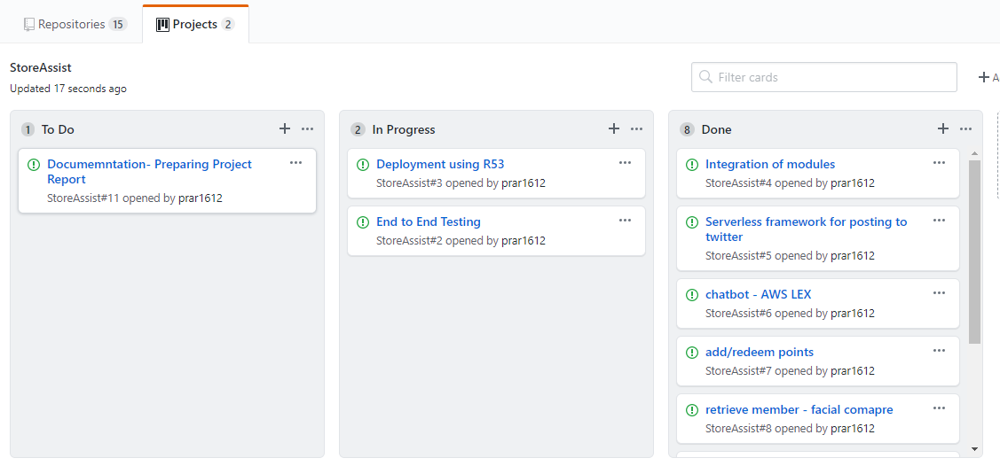 Repositories 15
Projects 2
StoreAssist
Updated 17 seconds ago
Filter cards
A
1 To Do
Documemntation- Preparing Project
Report
StoreAssist#11 opened by prar1612
2 In Progress
Deployment using R53
StoreAssist#3 opened by prar1612
End to End Testing
StoreAssist#2 opened by prar1612
8 Done
Integration of modules
StoreAssist#4 opened by prar1612
Serverless framework for posting to
twitter
StoreAssist#5 opened by prar1612
chatbot - AWS LEX
StoreAssist#6 opened by prar1612
add/redeem points
StoreAssist#7 opened by prar1612
retrieve member - facial comapre
StoreAssist#8 opened by prar1612